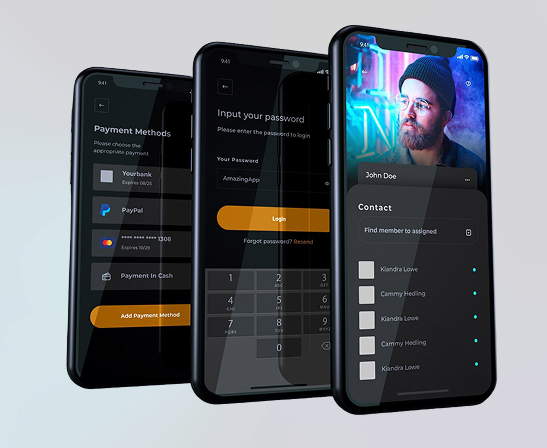 9:41
Payment Methods
Please choose the
appropriate payment
Yourbank
Expires 08/25
PayPal
**** **** **** 1308
Expires 10/29
Payment In Cash
Add Payment Method
9:41
Input your password
Please enter the password to login
Your Password
AmazingApp
Login
Forgot password? Resend
1 2 3
ABC DEF
4 5 6
GHI JKL MNO
7 8 9
PQRS TUV
0
9:41
John Doe
Contact
Find member to assigned
Kiandra Lowe
Cammy Hedling
Kiandra Lowe
Cammy Hedling
Kiandra Lowe